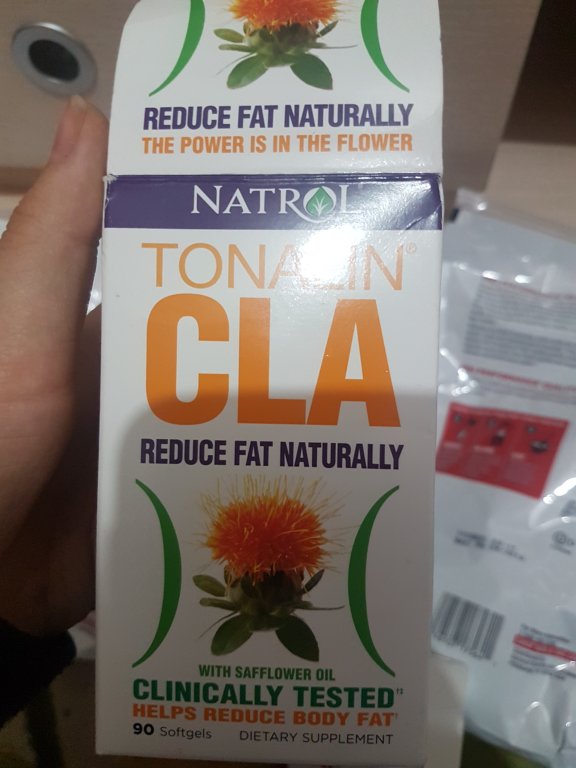 REDUCE FAT NATURALLY
THE POWER IS IN THE FLOWER
NATROL
TONALIN®
CLA
REDUCE FAT NATURALLY
WITH SAFFLOWER OIL
CLINICALLY TESTED†‡
HELPS REDUCE BODY FAT†
90 Softgels DIETARY SUPPLEMENT